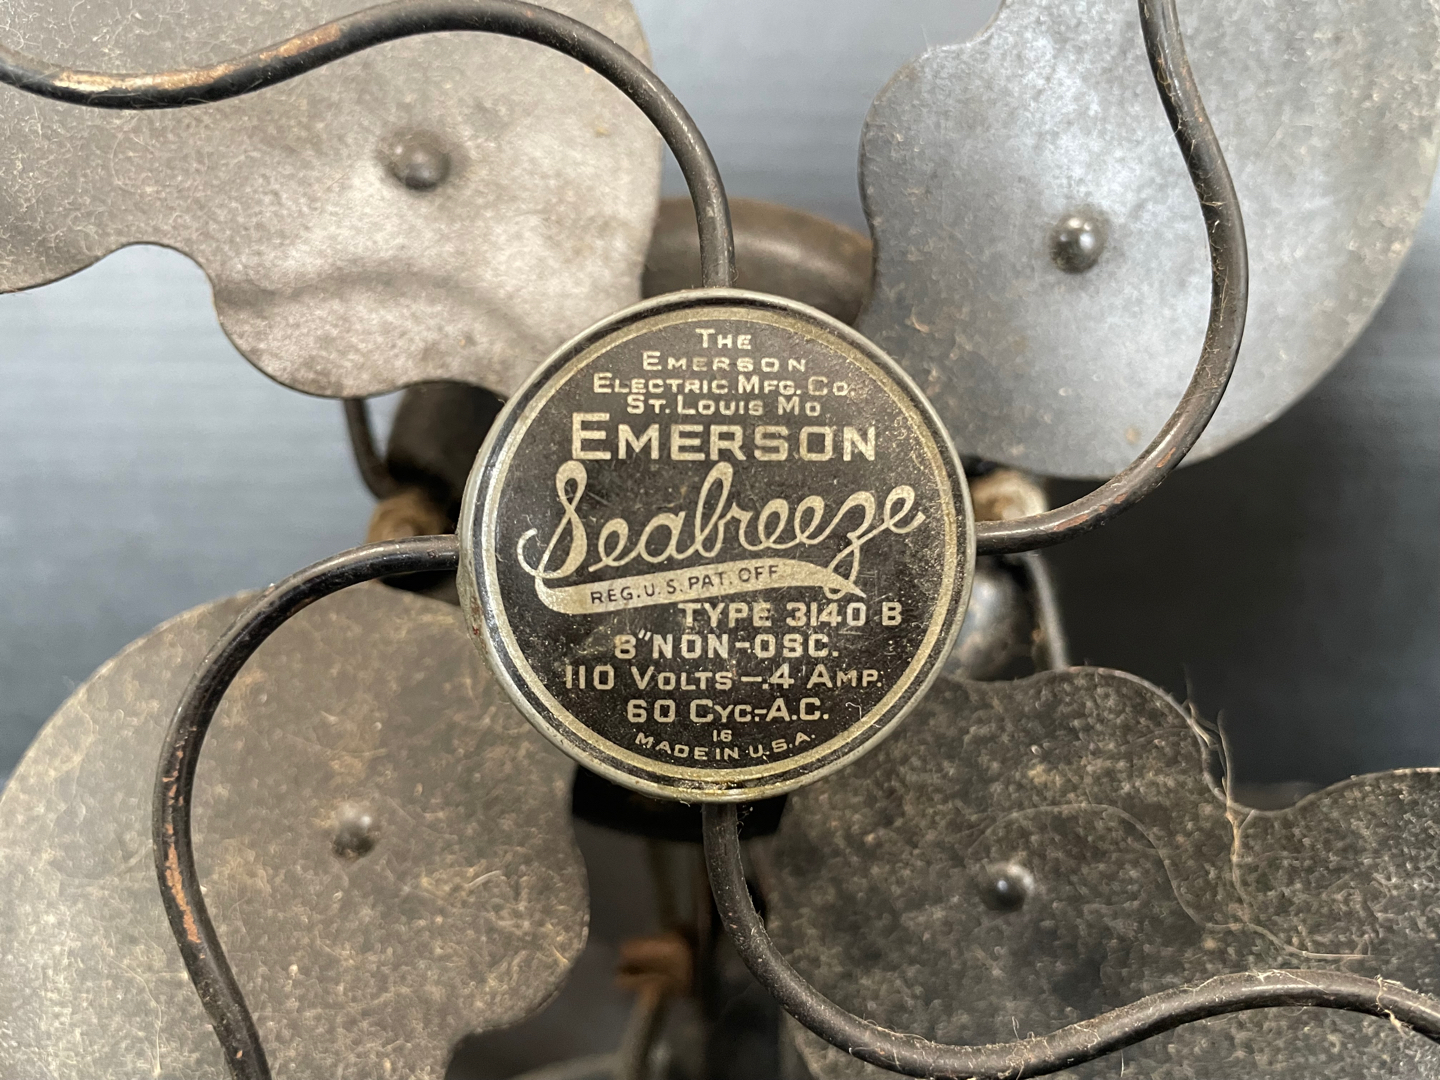 THE
EMERSON
ELECTRIC MFG. CO.
ST. LOUIS MO
EMERSON
Seabreeze
REG. U.S. PAT. OFF
TYPE 3140 B
8" NON-OSC.
110 VOLTS - .4 AMP.
60 CYC.-A.C.
16
MADE IN U.S.A.